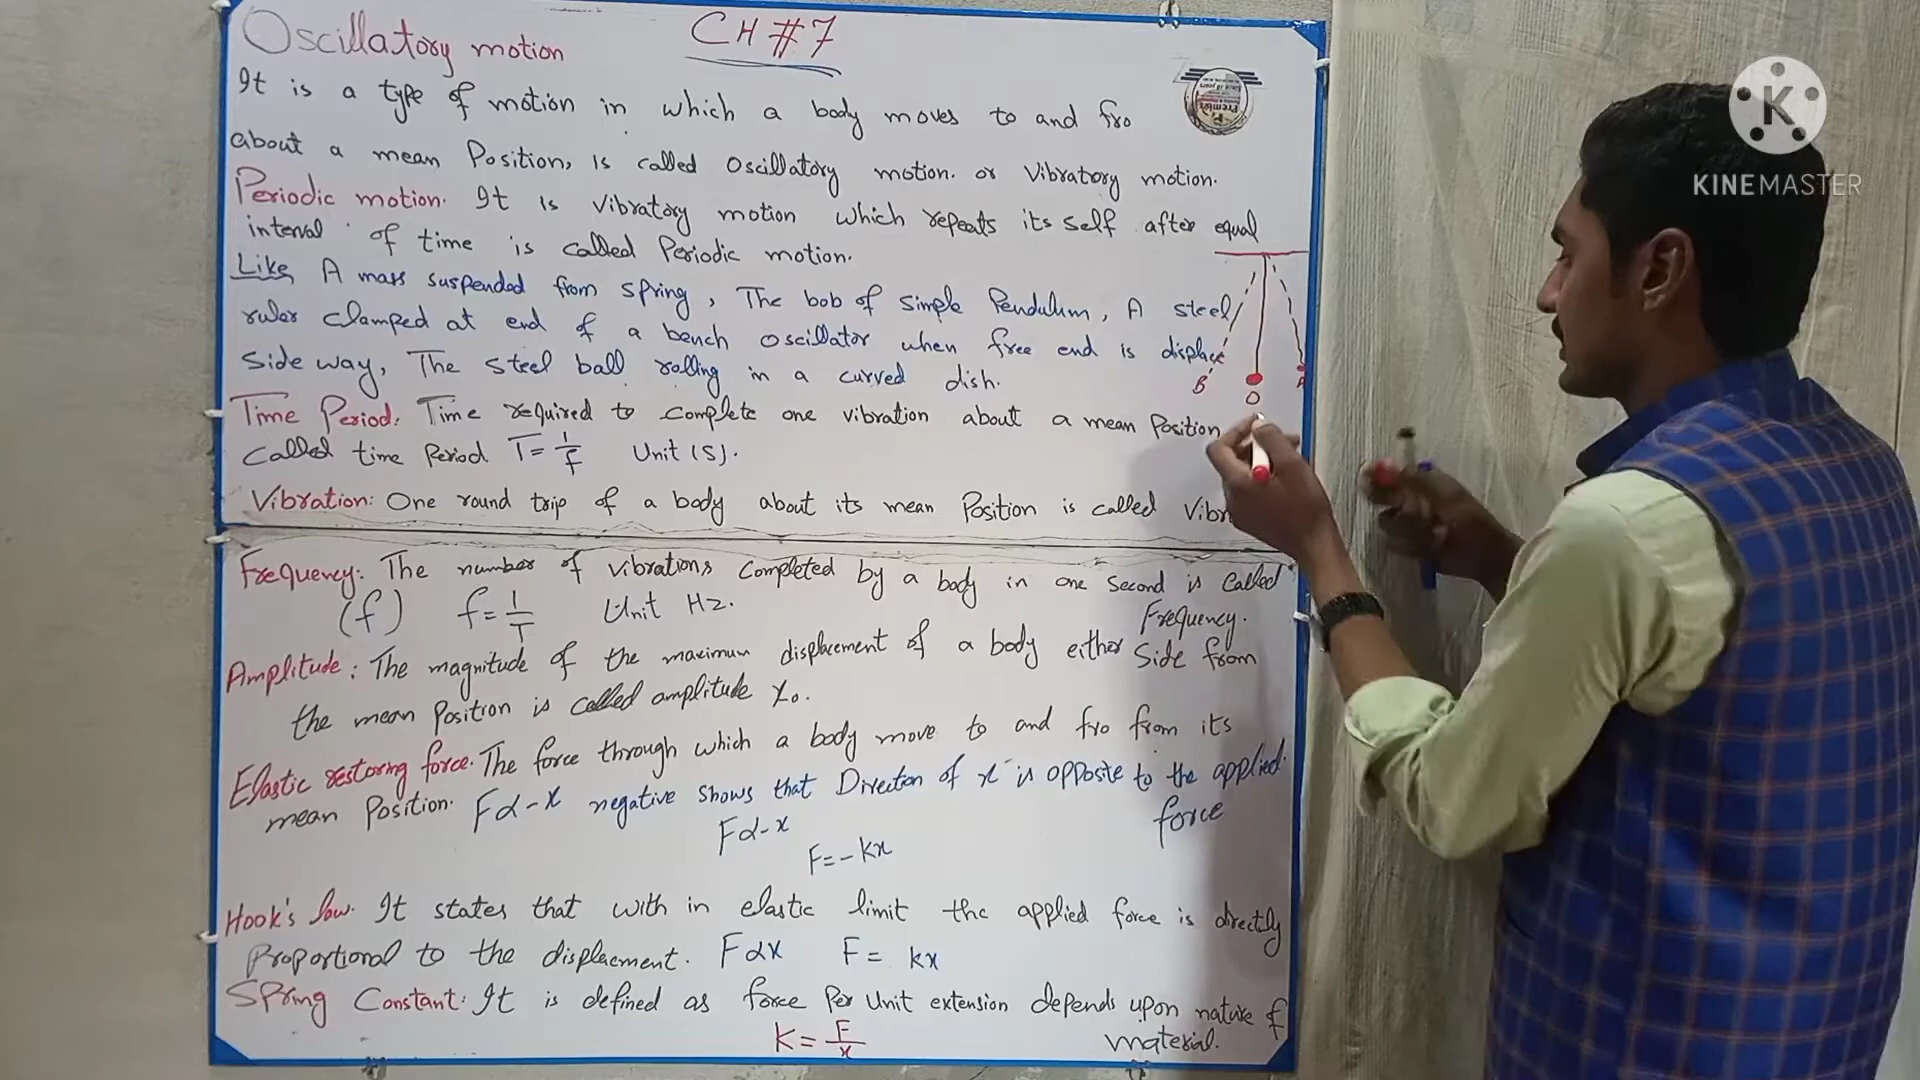 Oscillatory motion CH #7
It is a type of motion in which a body moves to and fro
about a mean Position, is called Oscillatory motion. or Vibratory motion.
Periodic motion. It is vibratory motion which repeats its self after equal
interval of time is called Periodic motion.
Like, A mass suspended from spring, The bob of Simple Pendulum, A steel
ruler clamped at end of a bench oscillator when free end is displace
side way, The steel ball rolling in a curved dish.
B O A
Time Period. Time required to complete one vibration about a mean Position
called time Period T = 1/f Unit (S).
Vibration: One round trip of a body about its mean Position is called Vibr
Frequency: The number of vibrations completed by a body in one second is called
(f) f = 1/T Unit Hz. Frequency.
Amplitude: The magnitude of the maximum displacement of a body either side from
the mean Position is called amplitude x₀.
Elastic restoring force. The force through which a body move to and fro from its
mean Position. F∝-x negative shows that Direction of x is opposite to the applied
F∝-x force
F=-kx
Hook's law. It states that with in elastic limit the applied force is directly
Proportional to the displacment. F∝x F = kx
Spring Constant: It is defined as force Per Unit extension depends upon nature of
K = F/x material.
K
KINEMASTER
Premier